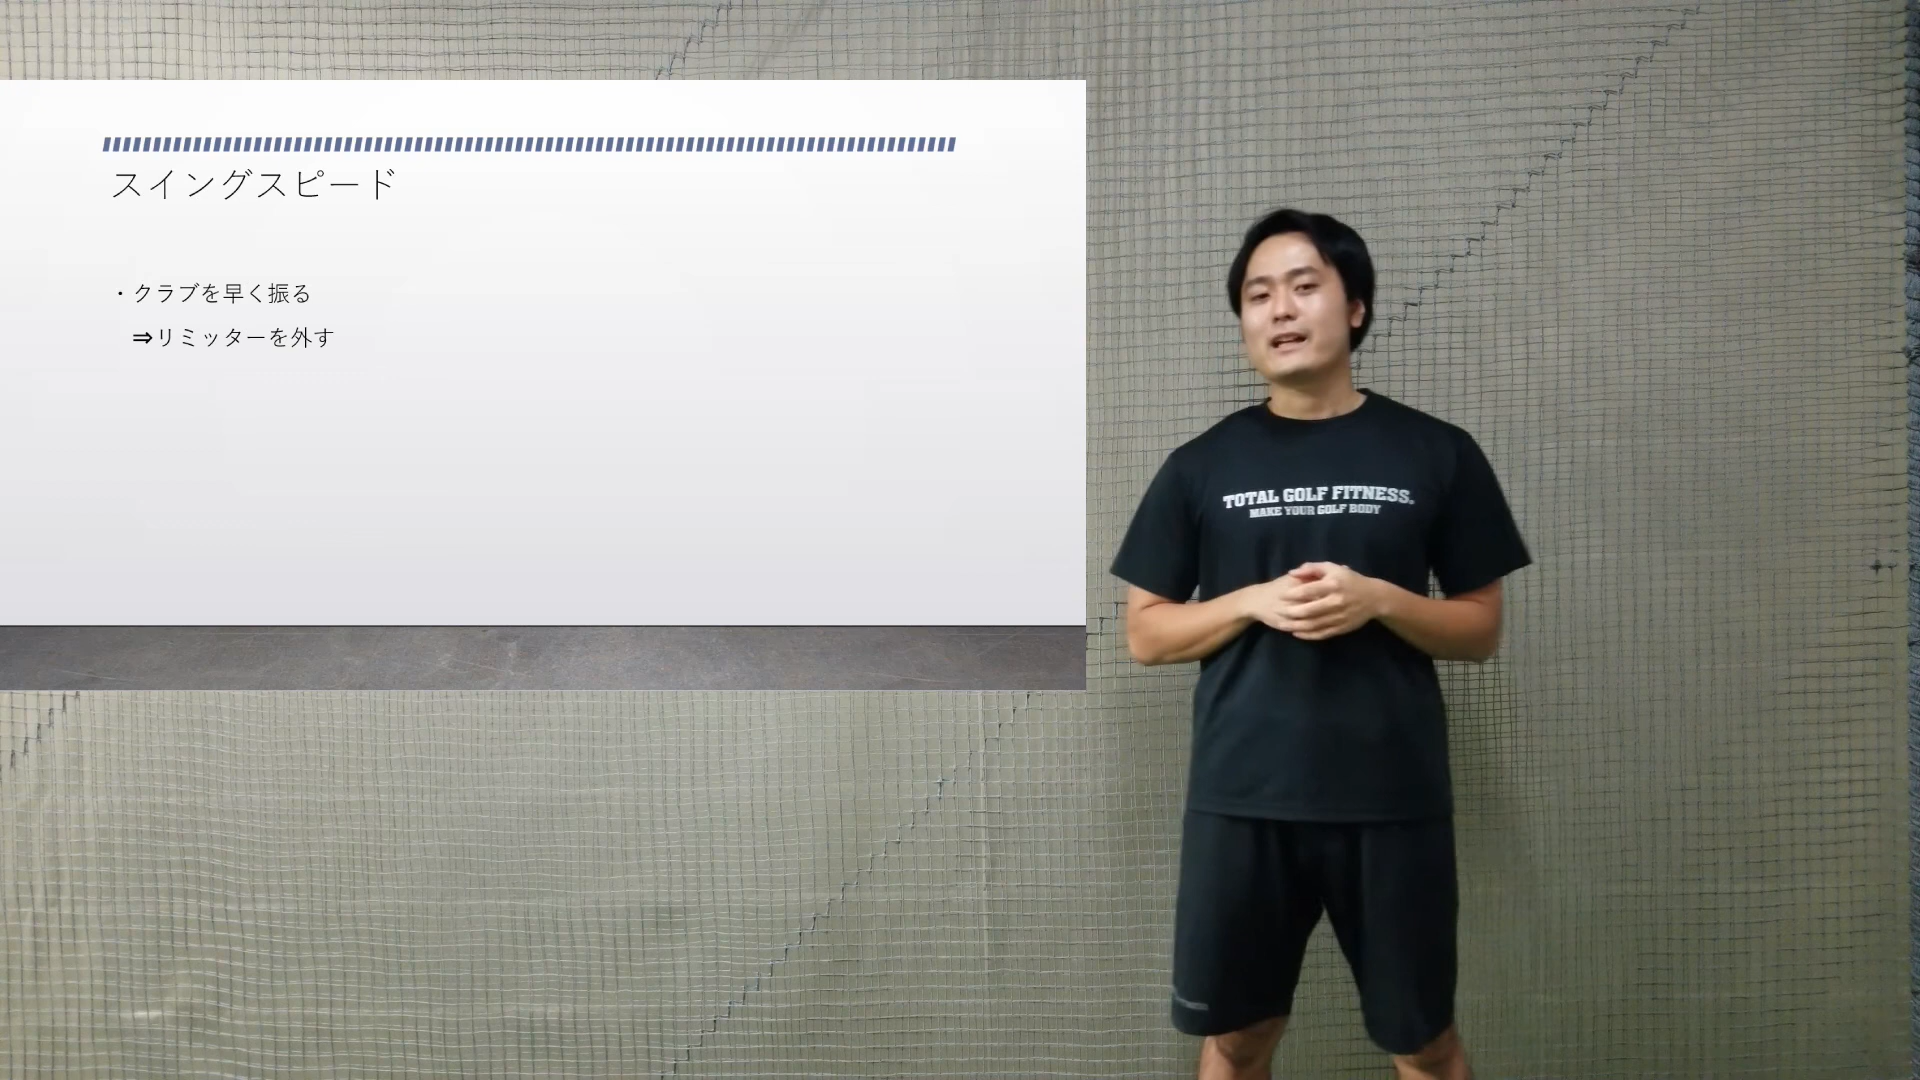 スイングスピード
・クラブを早く振る
⇒リミッターを外す
TOTAL GOLF FITNESS.
MAKE YOUR GOLF BODY